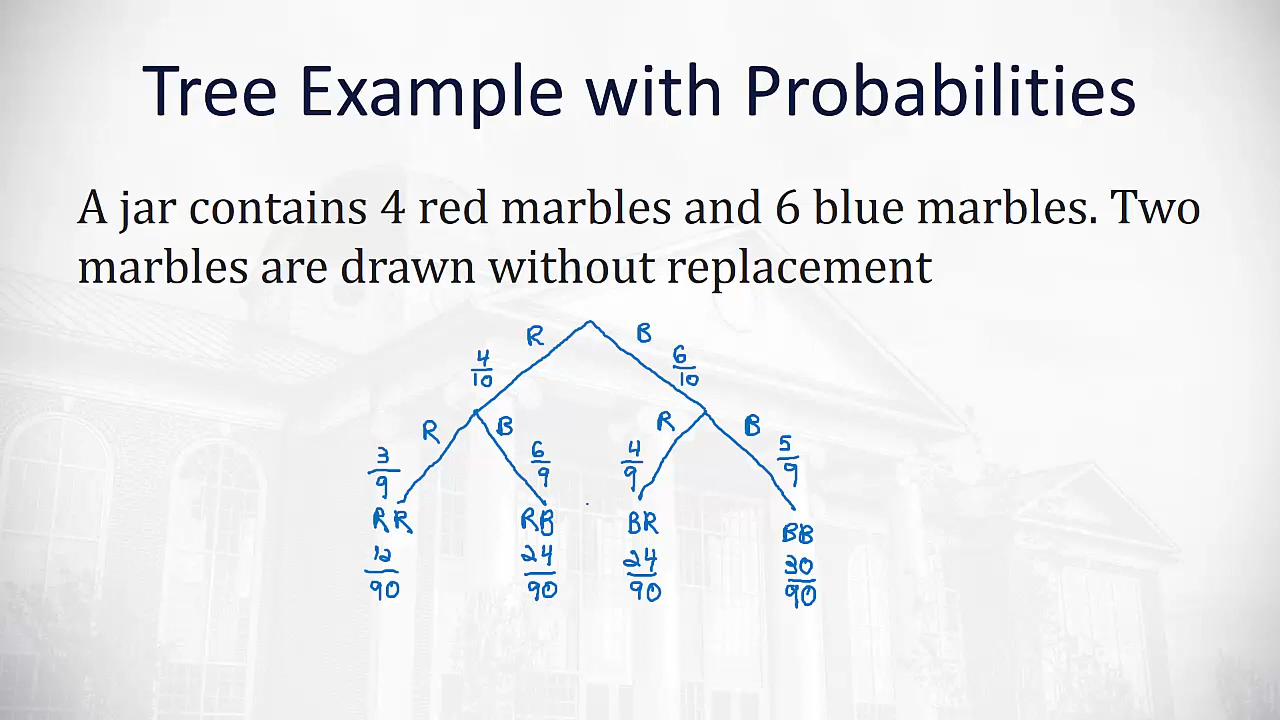 Tree Example with Probabilities
A jar contains 4 red marbles and 6 blue marbles. Two
marbles are drawn without replacement
R B
4/10 6/10
R B R B
3/9 6/9 4/9 5/9
RR RB BR BB
12/90 24/90 24/90 30/90